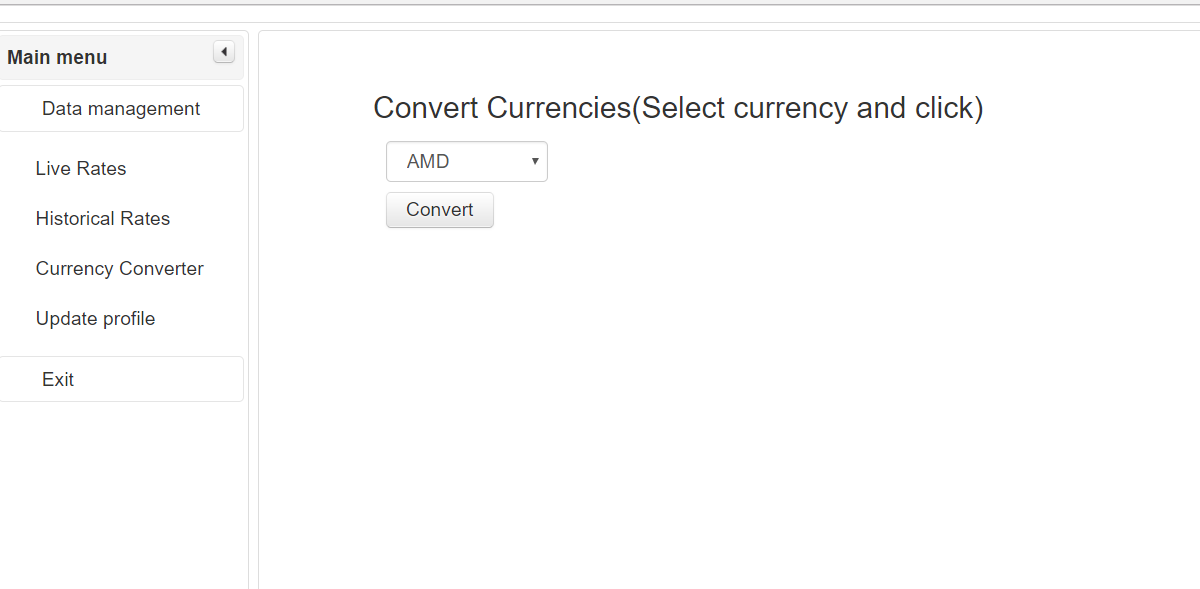 Main menu
Data management
Live Rates
Historical Rates
Currency Converter
Update profile
Exit
Convert Currencies(Select currency and click)
AMD
Convert